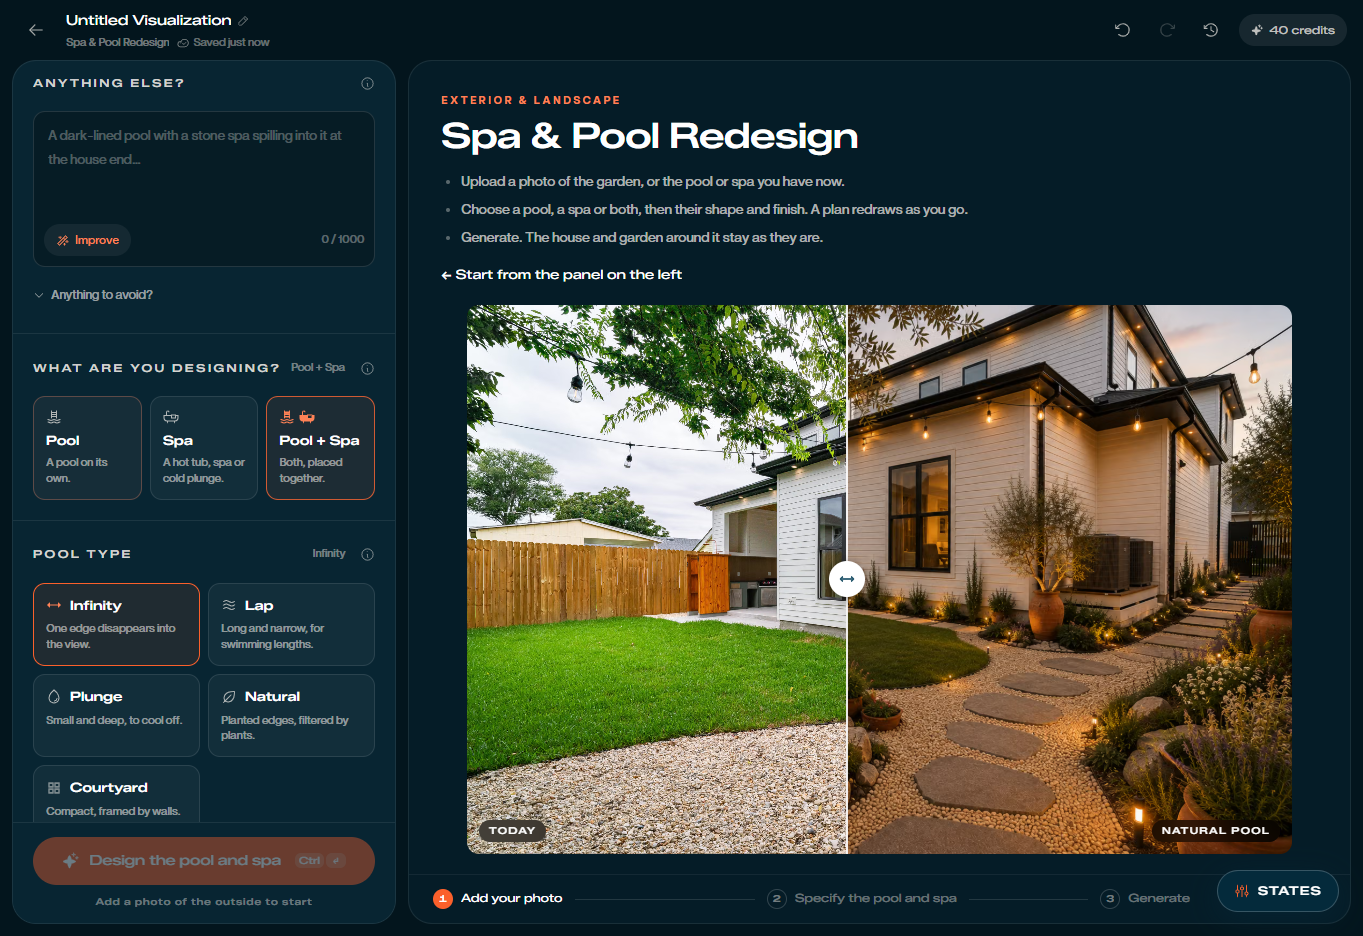 Untitled Visualization
Spa & Pool Redesign Saved just now
40 credits
ANYTHING ELSE?
A dark-lined pool with a stone spa spilling into it at
the house end...
Improve
0 / 1000
Anything to avoid?
WHAT ARE YOU DESIGNING? Pool + Spa
Pool
A pool on its
own.
Spa
A hot tub, spa or
cold plunge.
Pool + Spa
Both, placed
together.
POOL TYPE Infinity
Infinity
One edge disappears into
the view.
Lap
Long and narrow, for
swimming lengths.
Plunge
Small and deep, to cool off.
Natural
Planted edges, filtered by
plants.
Courtyard
Compact, framed by walls.
Design the pool and spa Ctrl
Add a photo of the outside to start
EXTERIOR & LANDSCAPE
Spa & Pool Redesign
Upload a photo of the garden, or the pool or spa you have now.
Choose a pool, a spa or both, then their shape and finish. A plan redraws as you go.
Generate. The house and garden around it stay as they are.
← Start from the panel on the left
TODAY
NATURAL POOL
1 Add your photo
2 Specify the pool and spa
3 Generate
STATES